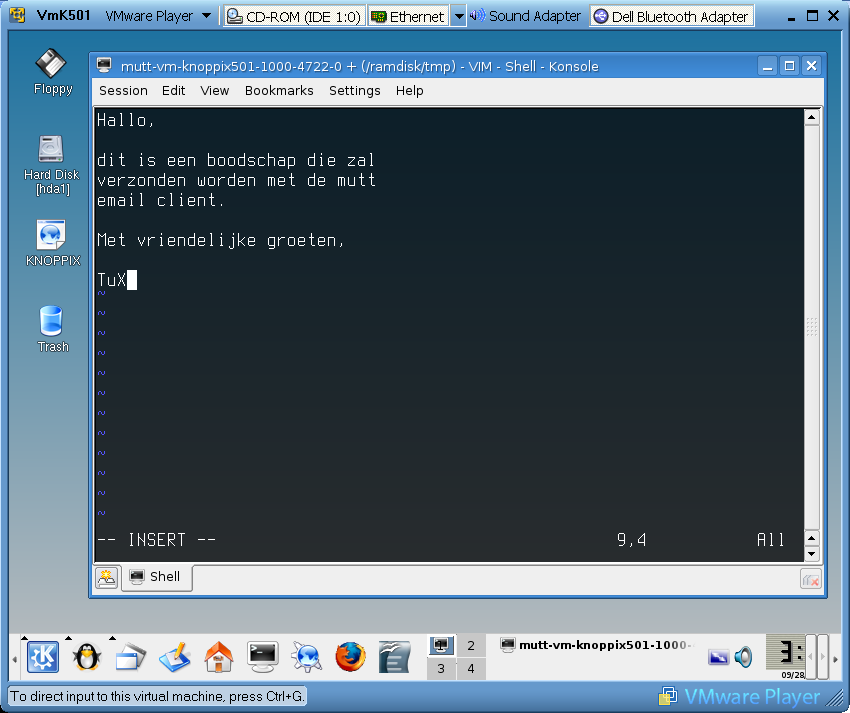 VmK501 VMware Player CD-ROM (IDE 1:0) Ethernet Sound Adapter Dell Bluetooth Adapter
mutt-vm-knoppix501-1000-4722-0 + (/ramdisk/tmp) - VIM - Shell - Konsole
Session Edit View Bookmarks Settings Help
Floppy
Hard Disk
[hda1]
KNOPPIX
Trash
Hallo,
dit is een boodschap die zal
verzonden worden met de mutt
email client.
Met vriendelijke groeten,
TuX
~
~
~
~
~
~
~
~
~
~
~
~
-- INSERT -- 9,4 All
Shell
2
3 4
mutt-vm-knoppix501-1000-
3:
09/28
To direct input to this virtual machine, press Ctrl+G.
VMware Player